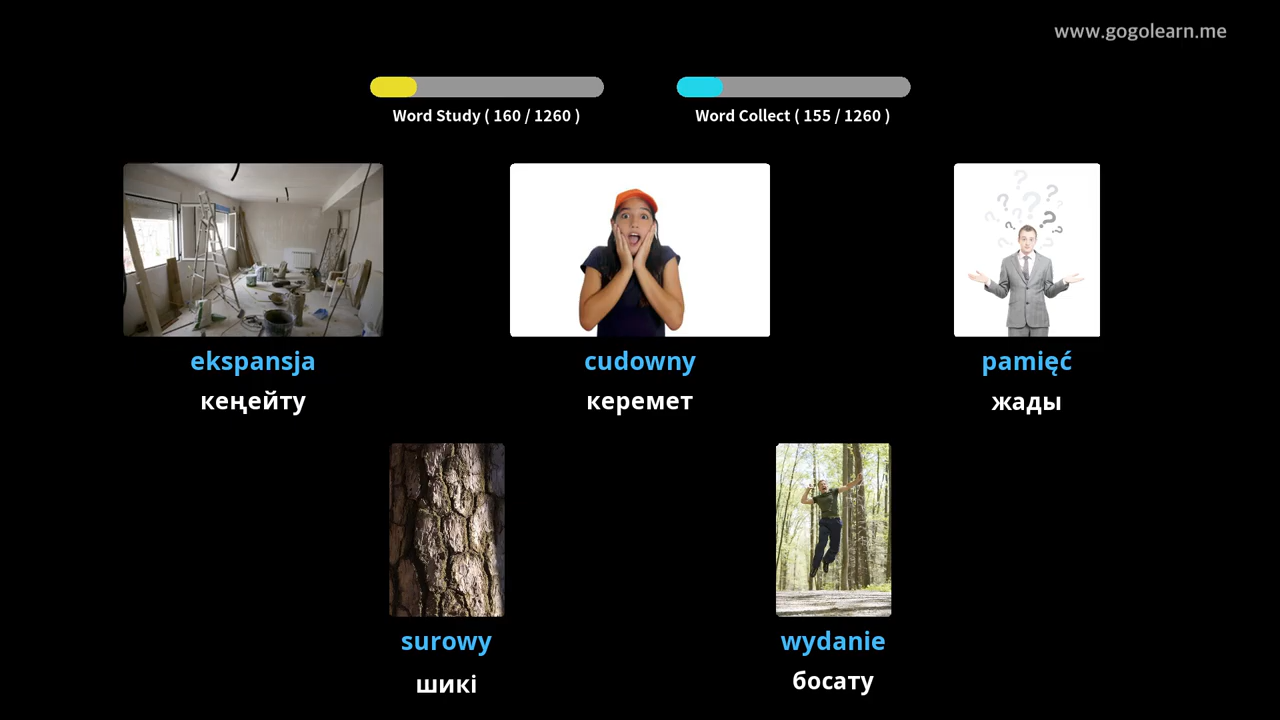 www.gogolearn.me
Word Study ( 160 / 1260 )
Word Collect ( 155 / 1260 )
ekspansja
кеңейту
cudowny
керемет
pamięć
жады
surowy
шикі
wydanie
босату